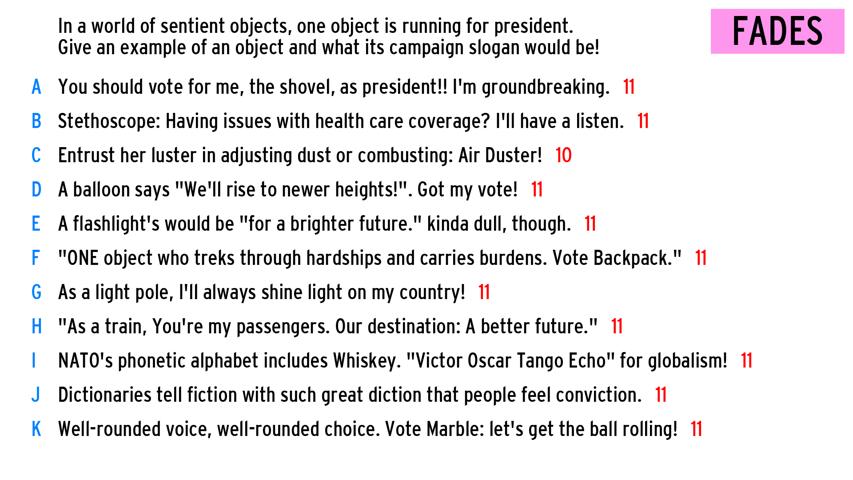 In a world of sentient objects, one object is running for president.
Give an example of an object and what its campaign slogan would be!
FADES
A You should vote for me, the shovel, as president!! I'm groundbreaking. 11
B Stethoscope: Having issues with health care coverage? I'll have a listen. 11
C Entrust her luster in adjusting dust or combusting: Air Duster! 10
D A balloon says "We'll rise to newer heights!". Got my vote! 11
E A flashlight's would be "for a brighter future." kinda dull, though. 11
F "ONE object who treks through hardships and carries burdens. Vote Backpack." 11
G As a light pole, I'll always shine light on my country! 11
H "As a train, You're my passengers. Our destination: A better future." 11
I NATO's phonetic alphabet includes Whiskey. "Victor Oscar Tango Echo" for globalism! 11
J Dictionaries tell fiction with such great diction that people feel conviction. 11
K Well-rounded voice, well-rounded choice. Vote Marble: let's get the ball rolling! 11